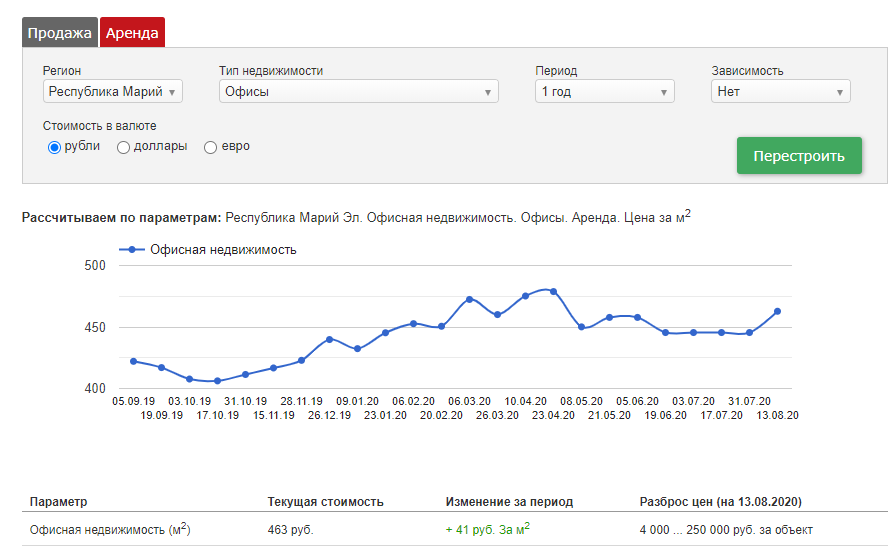 Продажа Аренда
Регион Тип недвижимости Период Зависимость
Республика Марий Офисы 1 год Нет
Стоимость в валюте
рубли доллары евро
Перестроить
Рассчитываем по параметрам: Республика Марий Эл. Офисная недвижимость. Офисы. Аренда. Цена за м2
Офисная недвижимость
500
450
400
05.09.19 03.10.19 31.10.19 28.11.19 09.01.20 06.02.20 06.03.20 10.04.20 08.05.20 05.06.20 03.07.20 31.07.20
19.09.19 17.10.19 15.11.19 26.12.19 23.01.20 20.02.20 26.03.20 23.04.20 21.05.20 19.06.20 17.07.20 13.08.20
Параметр Текущая стоимость Изменение за период Разброс цен (на 13.08.2020)
Офисная недвижимость (м2) 463 руб. + 41 руб. За м2 4 000 ... 250 000 руб. за объект